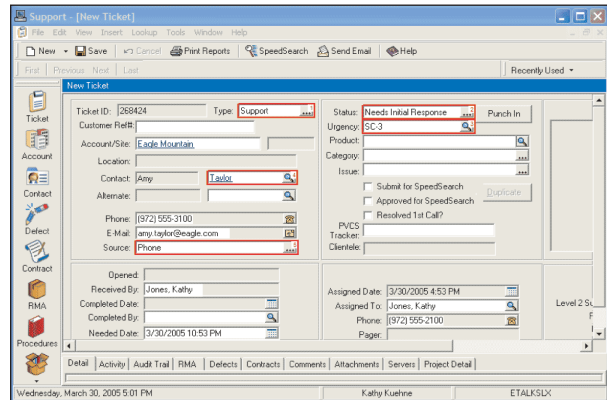 Support - [New Ticket]
File Edit View Insert Lookup Tools Window Help
New Save Cancel Print Reports SpeedSearch Send Email Help
First Previous Next Last Recently Used
New Ticket
Ticket
Account
Contact
Defect
Contract
RMA
Procedures
Ticket ID: 268424 Type: Support
Customer Ref#:
Account/Site: Eagle Mountain
Location:
Contact: Amy Taylor
Alternate:
Phone: (972) 555-3100
E-Mail: amy.taylor@eagle.com
Source: Phone
Status: Needs Initial Response Punch In
Urgency: SC-3
Product:
Category:
Issue:
Submit for SpeedSearch
Approved for SpeedSearch Duplicate
Resolved 1st Call?
PVCS
Tracker:
Clientele:
Opened:
Received By: Jones, Kathy
Completed Date:
Completed By:
Needed Date: 3/30/2005 10:53 PM
Assigned Date: 3/30/2005 4:53 PM
Assigned To: Jones, Kathy
Phone: (972) 555-2100
Pager:
Level 2 Su
Detail Activity Audit Trail RMA Defects Contracts Comments Attachments Servers Project Detail
Wednesday, March 30, 2005 5:01 PM Kathy Kuehne ETALKSLX